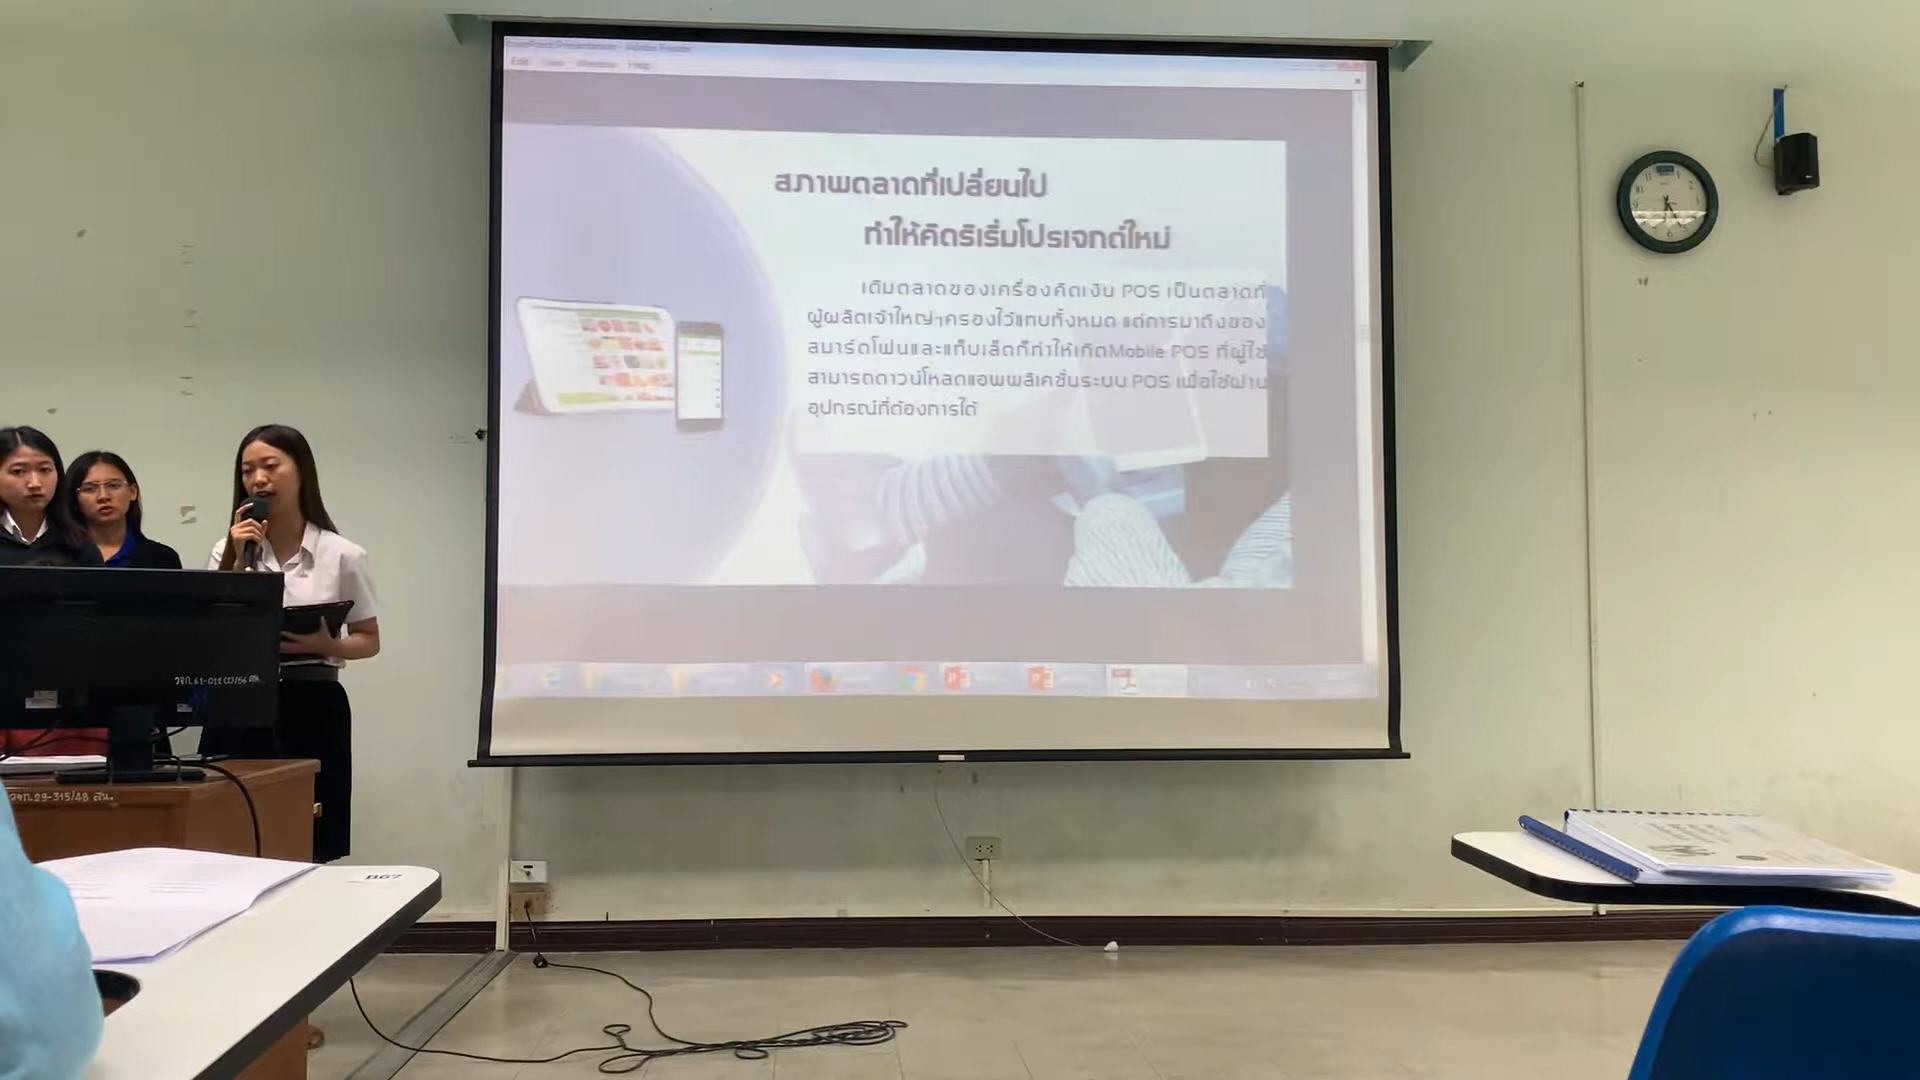 PowerPoint Presentation - Adobe Reader
Edit View Window Help
สภาพตลาดที่เปลี่ยนไป
ทำให้คิดริเริ่มโปรเจกต์ใหม่
เดิมตลาดของเครื่องคิดเงิน POS เป็นตลาดที่
ผู้ผลิตเจ้าใหญ่ๆครองไว้แทบทั้งหมด แต่การมาถึงของ
สมาร์ตโฟนและแท็บเล็ตก็ทำให้เกิดMobile POS ที่ผู้ใช้
สามารถดาวน์โหลดแอพพลิเคชั่นระบบ POS เพื่อใช้ผ่าน
อุปกรณ์ที่ต้องการได้
B67